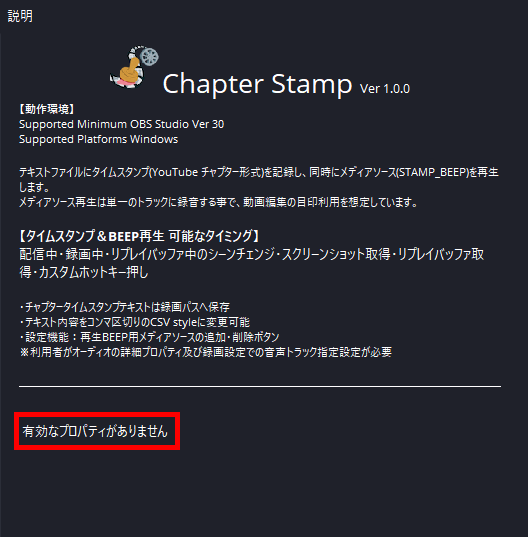 説明
Chapter Stamp Ver 1.0.0
【動作環境】
Supported Minimum OBS Studio Ver 30
Supported Platforms Windows
テキストファイルにタイムスタンプ(YouTube チャプター形式)を記録し、同時にメディアソース(STAMP_BEEP)を再生
します。
メディアソース再生は単一のトラックに録音する事で、動画編集の目印利用を想定しています。
【タイムスタンプ＆BEEP再生 可能なタイミング】
配信中・録画中・リプレイバッファ中のシーンチェンジ・スクリーンショット取得・リプレイバッファ取
得・カスタムホットキー押し
・チャプタータイムスタンプテキストは録画パスへ保存
・テキスト内容をコンマ区切りのCSV styleに変更可能
・設定機能：再生BEEP用メディアソースの追加・削除ボタン
※利用者がオーディオの詳細プロパティ及び録画設定での音声トラック指定設定が必要
有効なプロパティがありません